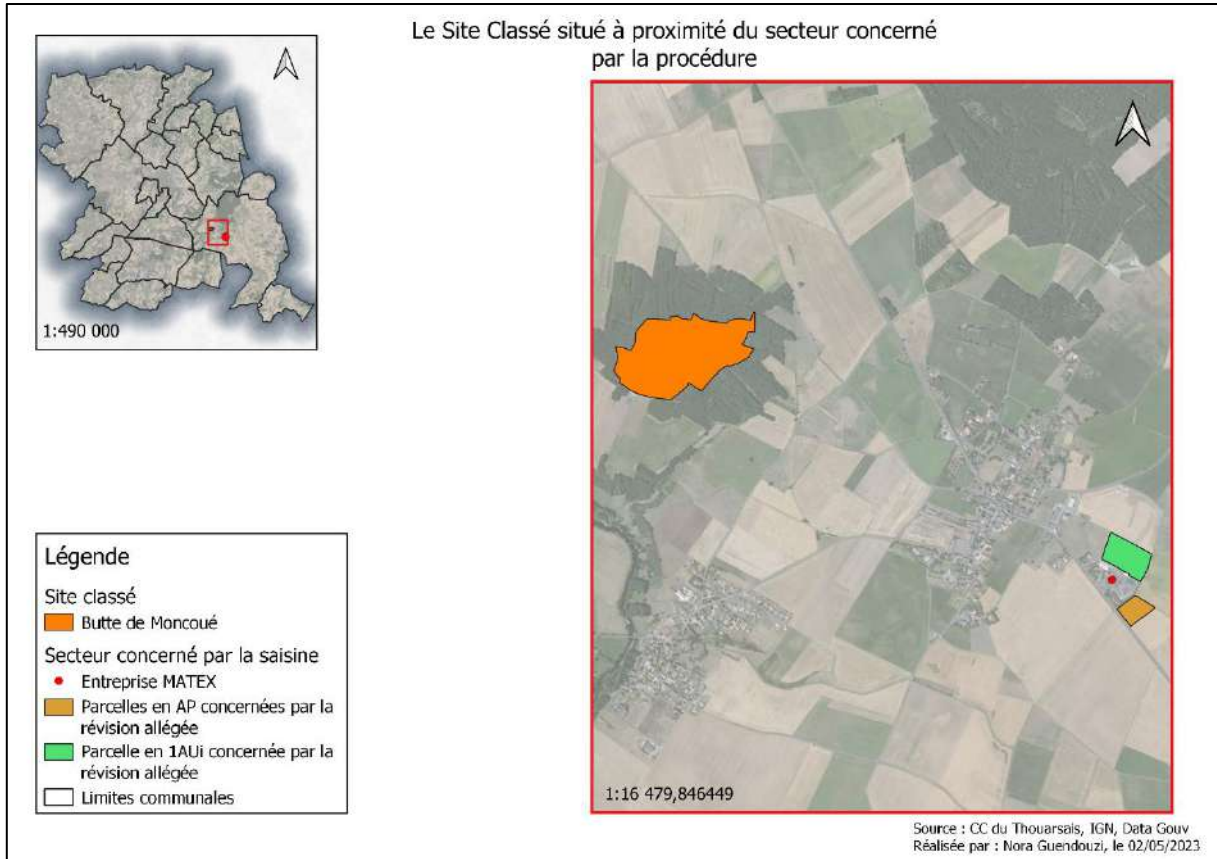 Le Site Classé situé à proximité du secteur concerné
par la procédure
1:490 000
Légende
Site classé
Butte de Moncoué
Secteur concerné par la saisine
Entreprise MATEX
Parcelles en AP concernées par la
révision allégée
Parcelle en 1AUi concernée par la
révision allégée
Limites communales
1:16 479,846449
Source : CC du Thouarsais, IGN, Data Gouv
Réalisée par : Nora Guendouzi, le 02/05/2023